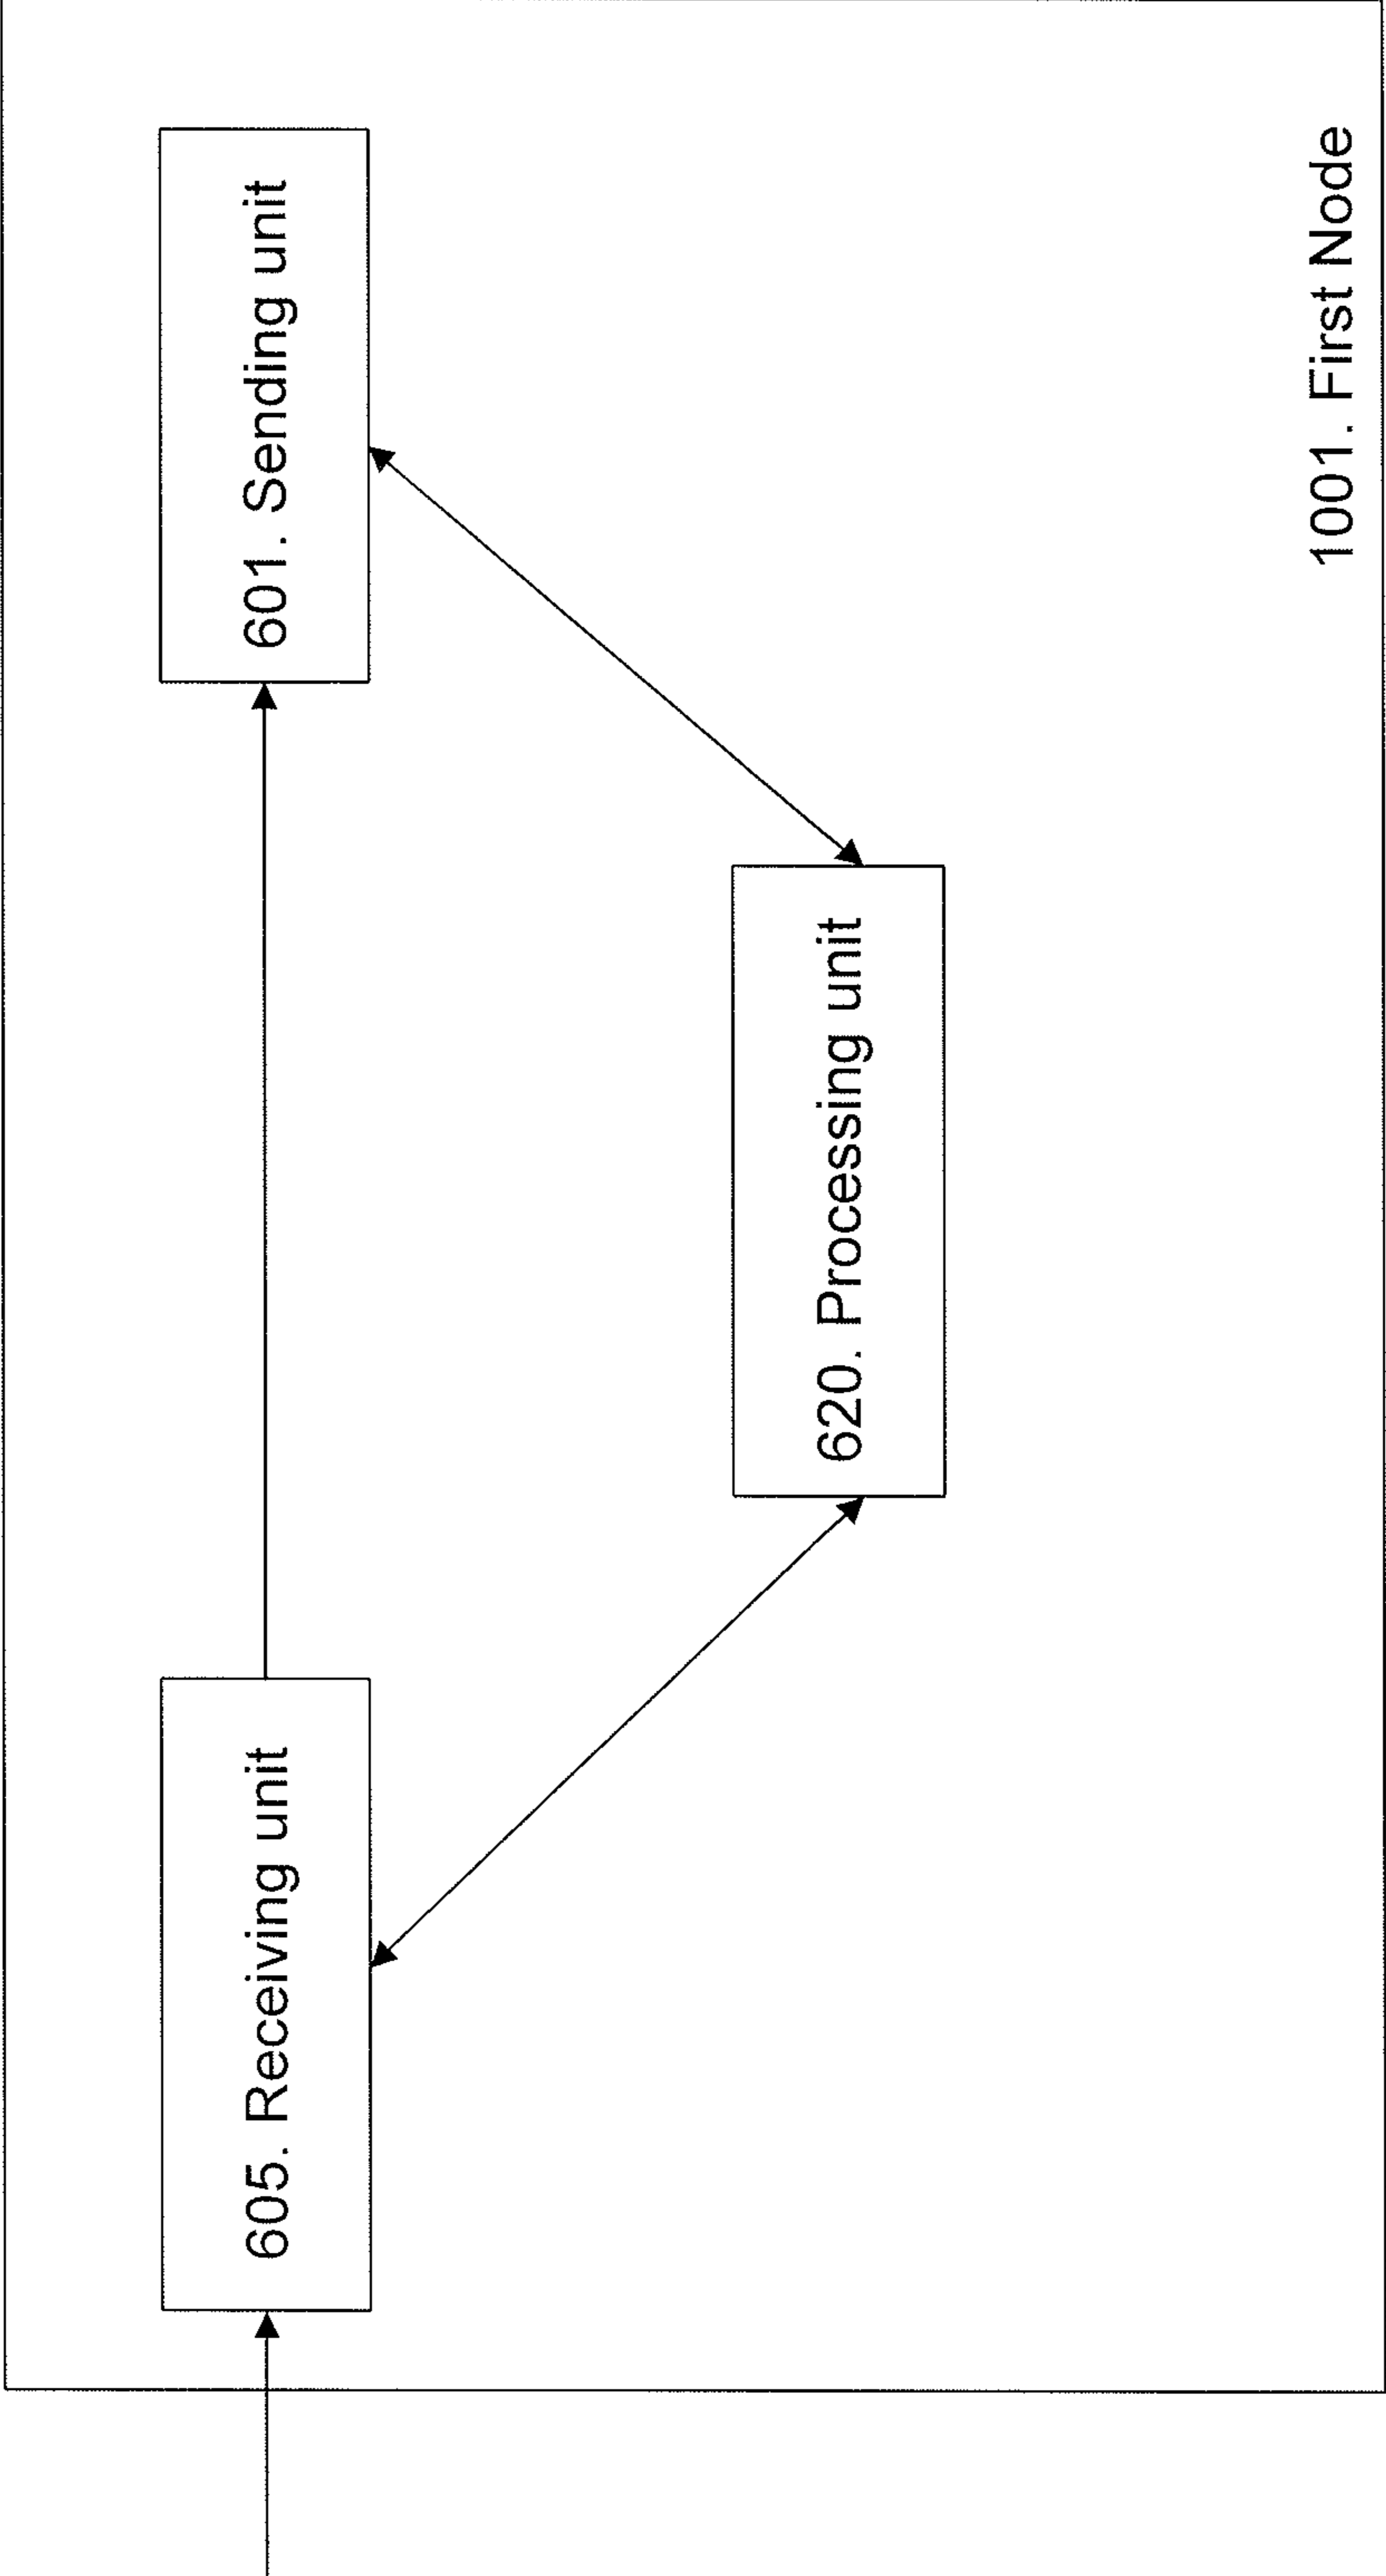 605. Receiving unit
601. Sending unit
620. Processing unit
1001. First Node